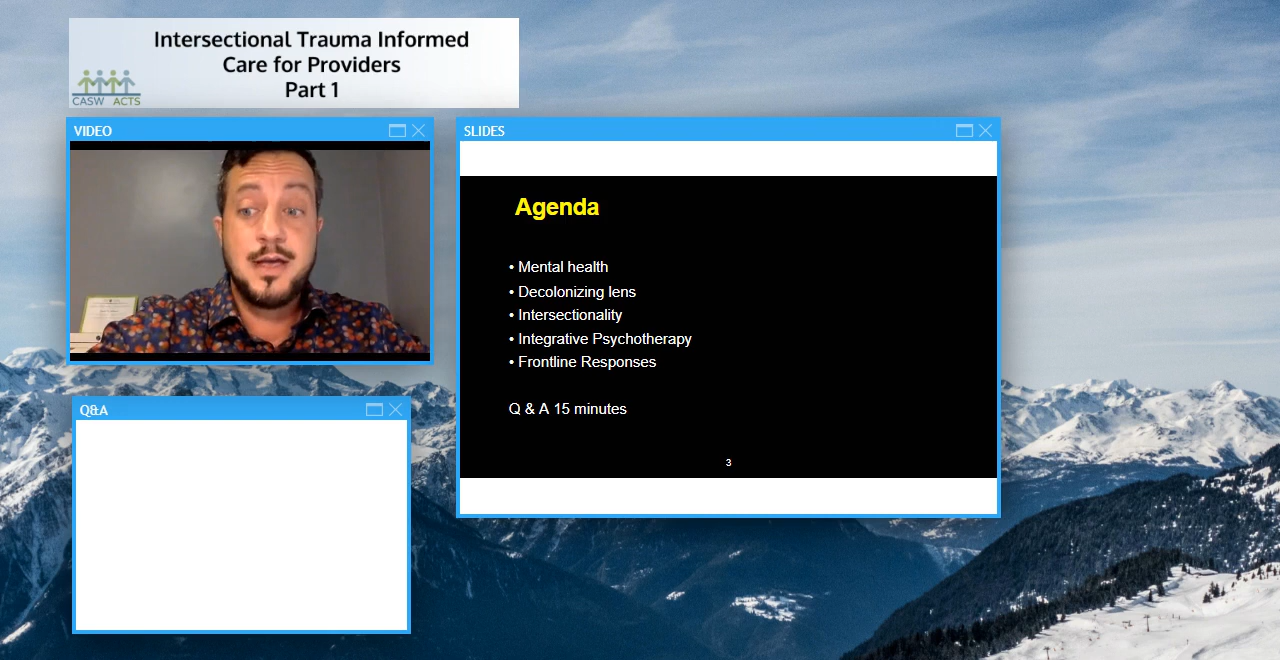 Intersectional Trauma Informed
Care for Providers
Part 1
CASW ACTS
VIDEO
SLIDES
Agenda
• Mental health
• Decolonizing lens
• Intersectionality
• Integrative Psychotherapy
• Frontline Responses
Q & A 15 minutes
3
Q&A